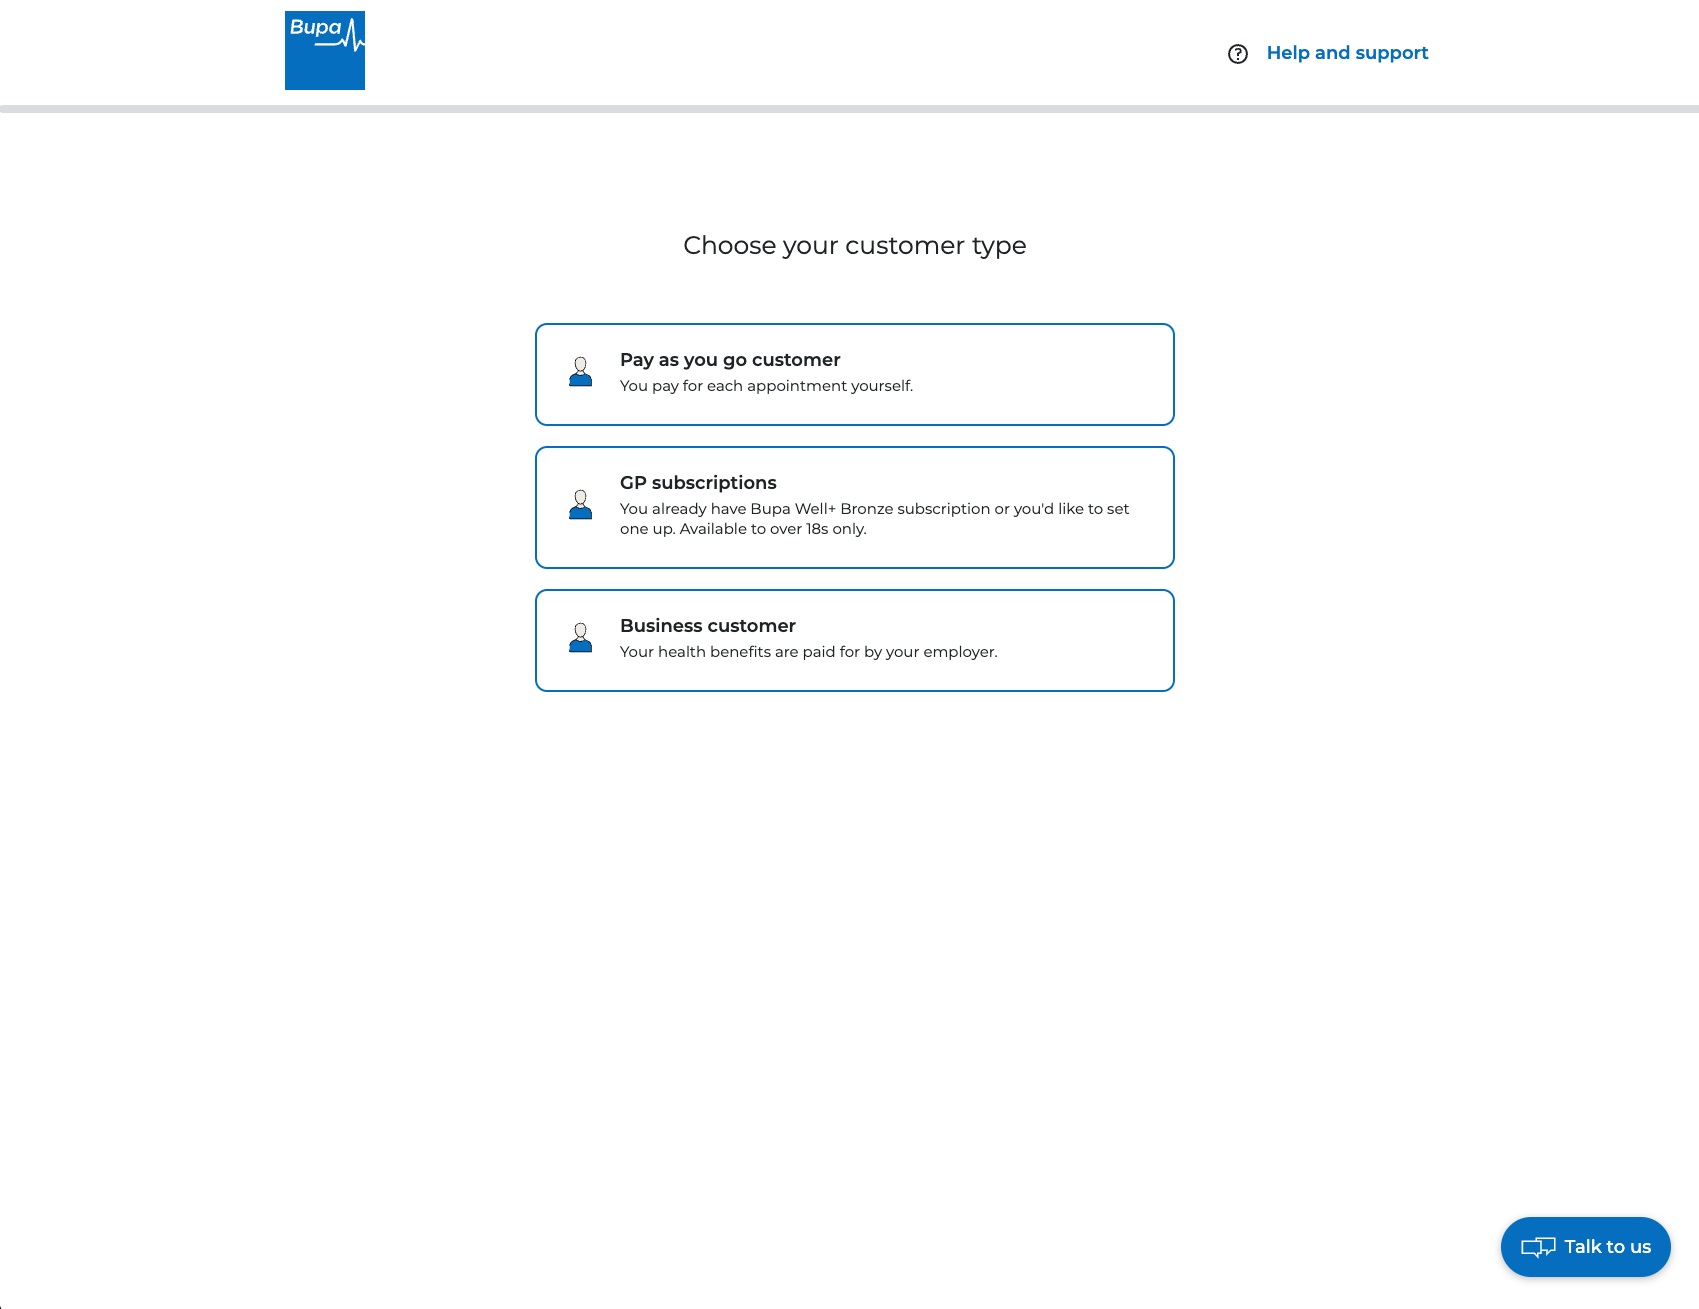 Bupa
Help and support
Choose your customer type
Pay as you go customer
You pay for each appointment yourself.
GP subscriptions
You already have Bupa Well+ Bronze subscription or you'd like to set
one up. Available to over 18s only.
Business customer
Your health benefits are paid for by your employer.
Talk to us